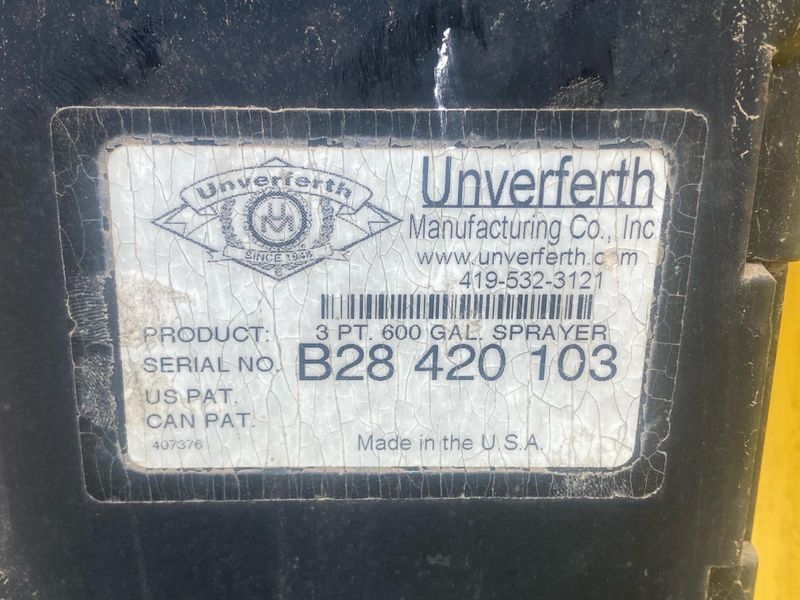 Unverferth
UM
SINCE 1948
Unverferth
Manufacturing Co., Inc
www.unverferth.com
419-532-3121
PRODUCT: 3 PT. 600 GAL. SPRAYER
SERIAL NO. B28 420 103
US PAT.
CAN PAT.
407376
Made in the U.S.A.